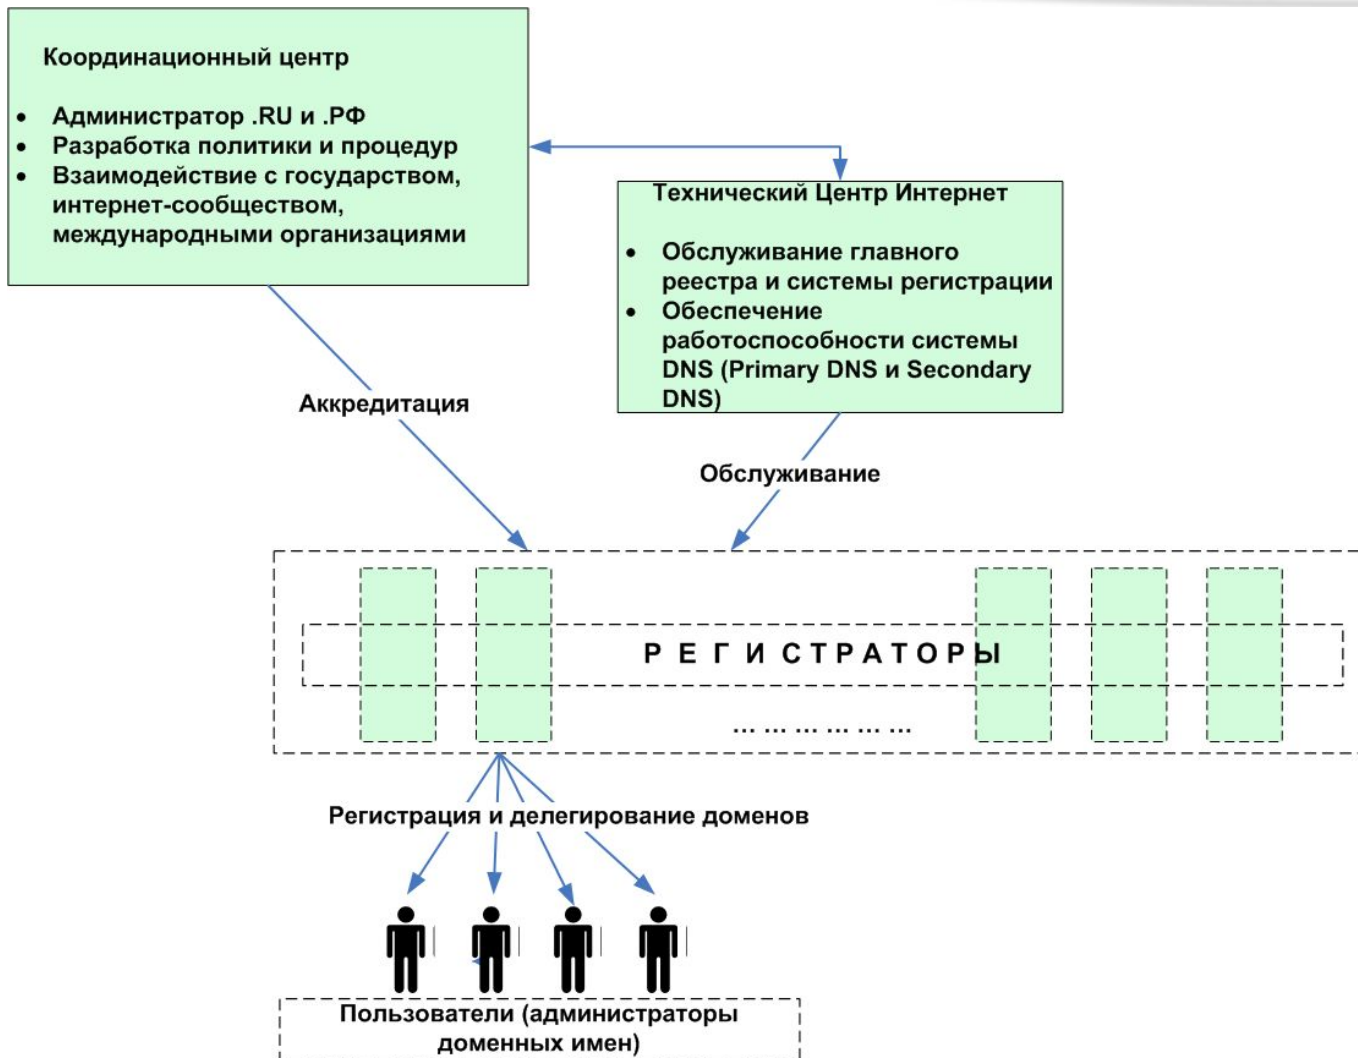 Координационный центр
• Администратор .RU и .РФ
• Разработка политики и процедур
• Взаимодействие с государством,
интернет-сообществом,
международными организациями
Технический Центр Интернет
• Обслуживание главного
реестра и системы регистрации
• Обеспечение
работоспособности системы
DNS (Primary DNS и Secondary
DNS)
Аккредитация
Обслуживание
Р Е Г И С Т Р А Т О Р Ы
… … … … … …
Регистрация и делегирование доменов
Пользователи (администраторы
доменных имен)